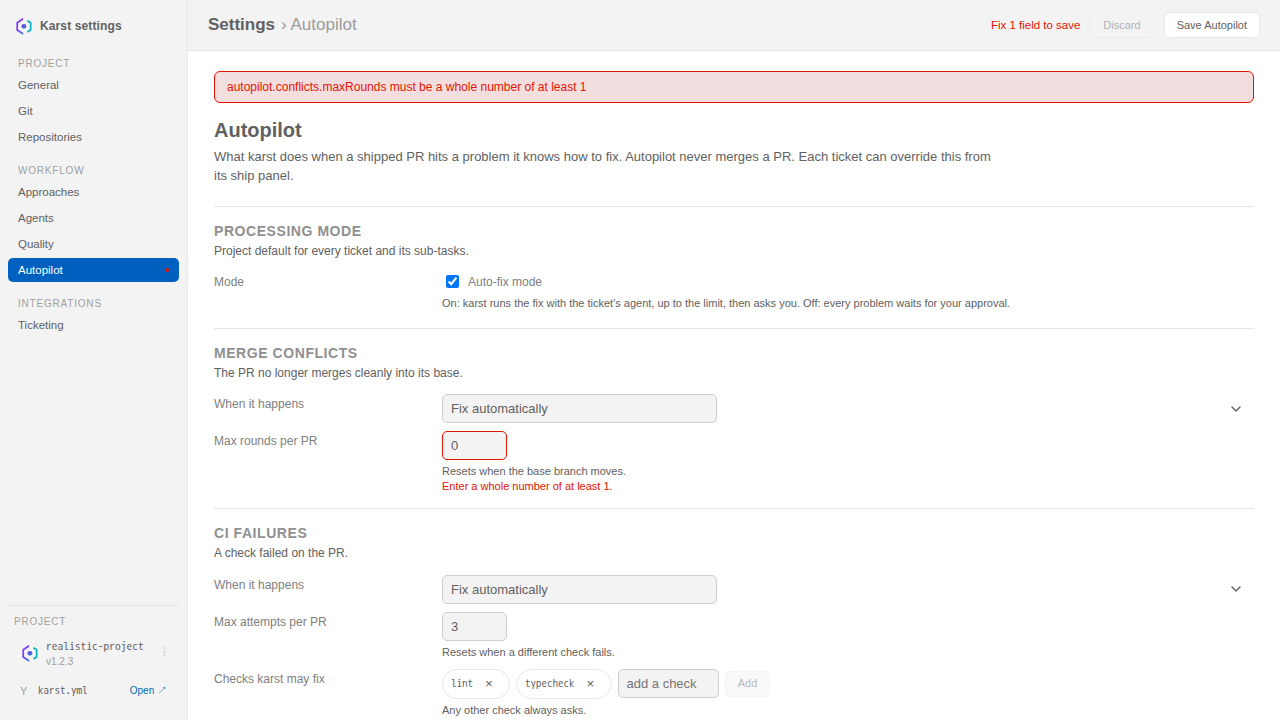 Karst settings
PROJECT
General
Git
Repositories
WORKFLOW
Approaches
Agents
Quality
Autopilot
INTEGRATIONS
Ticketing
PROJECT
realistic-project
v1.2.3
Y karst.yml Open ↗
Settings › Autopilot
Fix 1 field to save Discard Save Autopilot
autopilot.conflicts.maxRounds must be a whole number of at least 1
Autopilot
What karst does when a shipped PR hits a problem it knows how to fix. Autopilot never merges a PR. Each ticket can override this from
its ship panel.
PROCESSING MODE
Project default for every ticket and its sub-tasks.
Mode Auto-fix mode
On: karst runs the fix with the ticket's agent, up to the limit, then asks you. Off: every problem waits for your approval.
MERGE CONFLICTS
The PR no longer merges cleanly into its base.
When it happens Fix automatically
Max rounds per PR 0
Resets when the base branch moves.
Enter a whole number of at least 1.
CI FAILURES
A check failed on the PR.
When it happens Fix automatically
Max attempts per PR 3
Resets when a different check fails.
Checks karst may fix lint × typecheck × add a check Add
Any other check always asks.